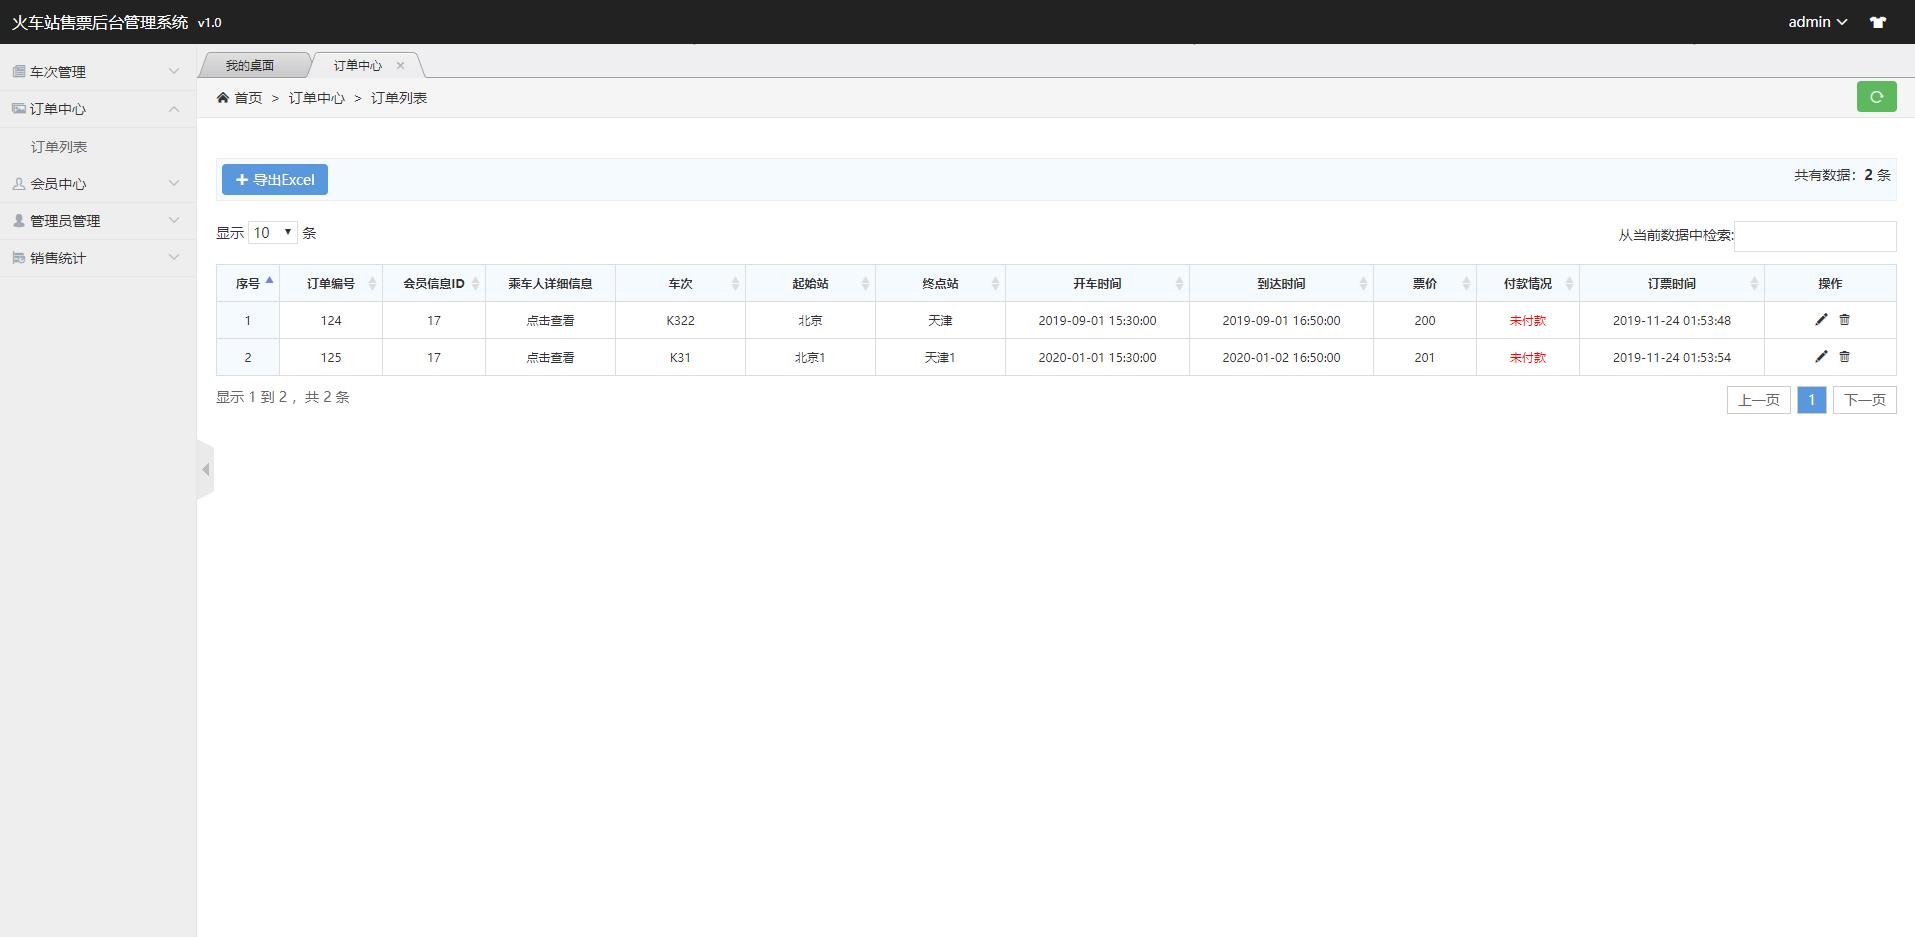 火车站售票后台管理系统 v1.0
admin
车次管理
订单中心
订单列表
会员中心
管理员管理
销售统计
我的桌面 订单中心 ×
首页 > 订单中心 > 订单列表
导出Excel
共有数据：2 条
显示 10 条
从当前数据中检索:
序号 订单编号 会员信息ID 乘车人详细信息 车次 起始站 终点站 开车时间 到达时间 票价 付款情况 订票时间 操作
1 124 17 点击查看 K322 北京 天津 2019-09-01 15:30:00 2019-09-01 16:50:00 200 未付款 2019-11-24 01:53:48
2 125 17 点击查看 K31 北京1 天津1 2020-01-01 15:30:00 2020-01-02 16:50:00 201 未付款 2019-11-24 01:53:54
显示 1 到 2 ，共 2 条
上一页 1 下一页